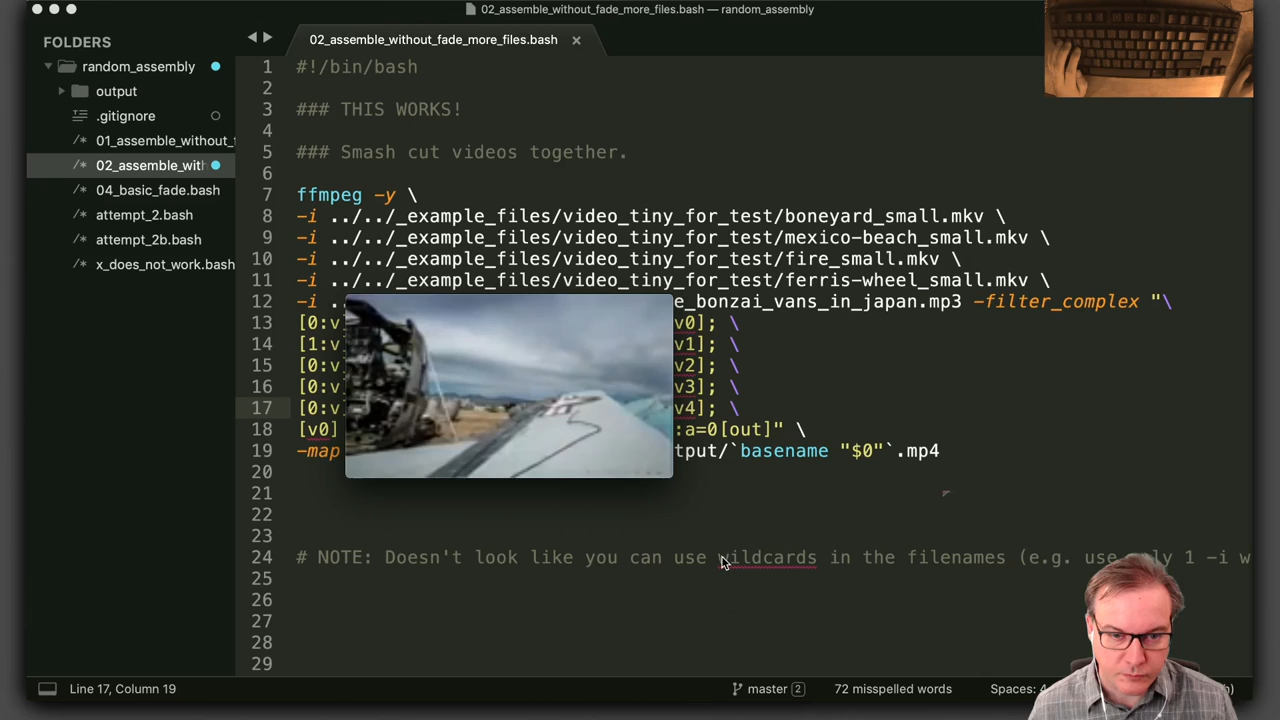 02_assemble_without_fade_more_files.bash — random_assembly
FOLDERS
random_assembly
output
.gitignore
01_assemble_without_
02_assemble_wit
04_basic_fade.bash
attempt_2.bash
attempt_2b.bash
x_does_not_work.bash
02_assemble_without_fade_more_files.bash
1 #!/bin/bash
2
3 ### THIS WORKS!
4
5 ### Smash cut videos together.
6
7 ffmpeg -y \
8 -i ../../_example_files/video_tiny_for_test/boneyard_small.mkv \
9 -i ../../_example_files/video_tiny_for_test/mexico-beach_small.mkv \
10 -i ../../_example_files/video_tiny_for_test/fire_small.mkv \
11 -i ../../_example_files/video_tiny_for_test/ferris-wheel_small.mkv \
12 -i .. e_bonzai_vans_in_japan.mp3 -filter_complex "\
13 [0:v v0]; \
14 [1:v v1]; \
15 [0:v v2]; \
16 [0:v v3]; \
17 [0:v v4]; \
18 [v0] :a=0[out]" \
19 -map tput/`basename "$0"`.mp4
20
21
22
23
24 # NOTE: Doesn't look like you can use wildcards in the filenames (e.g. use only 1 -i w
25
26
27
28
29
Line 17, Column 19
master 2
72 misspelled words
Spaces: